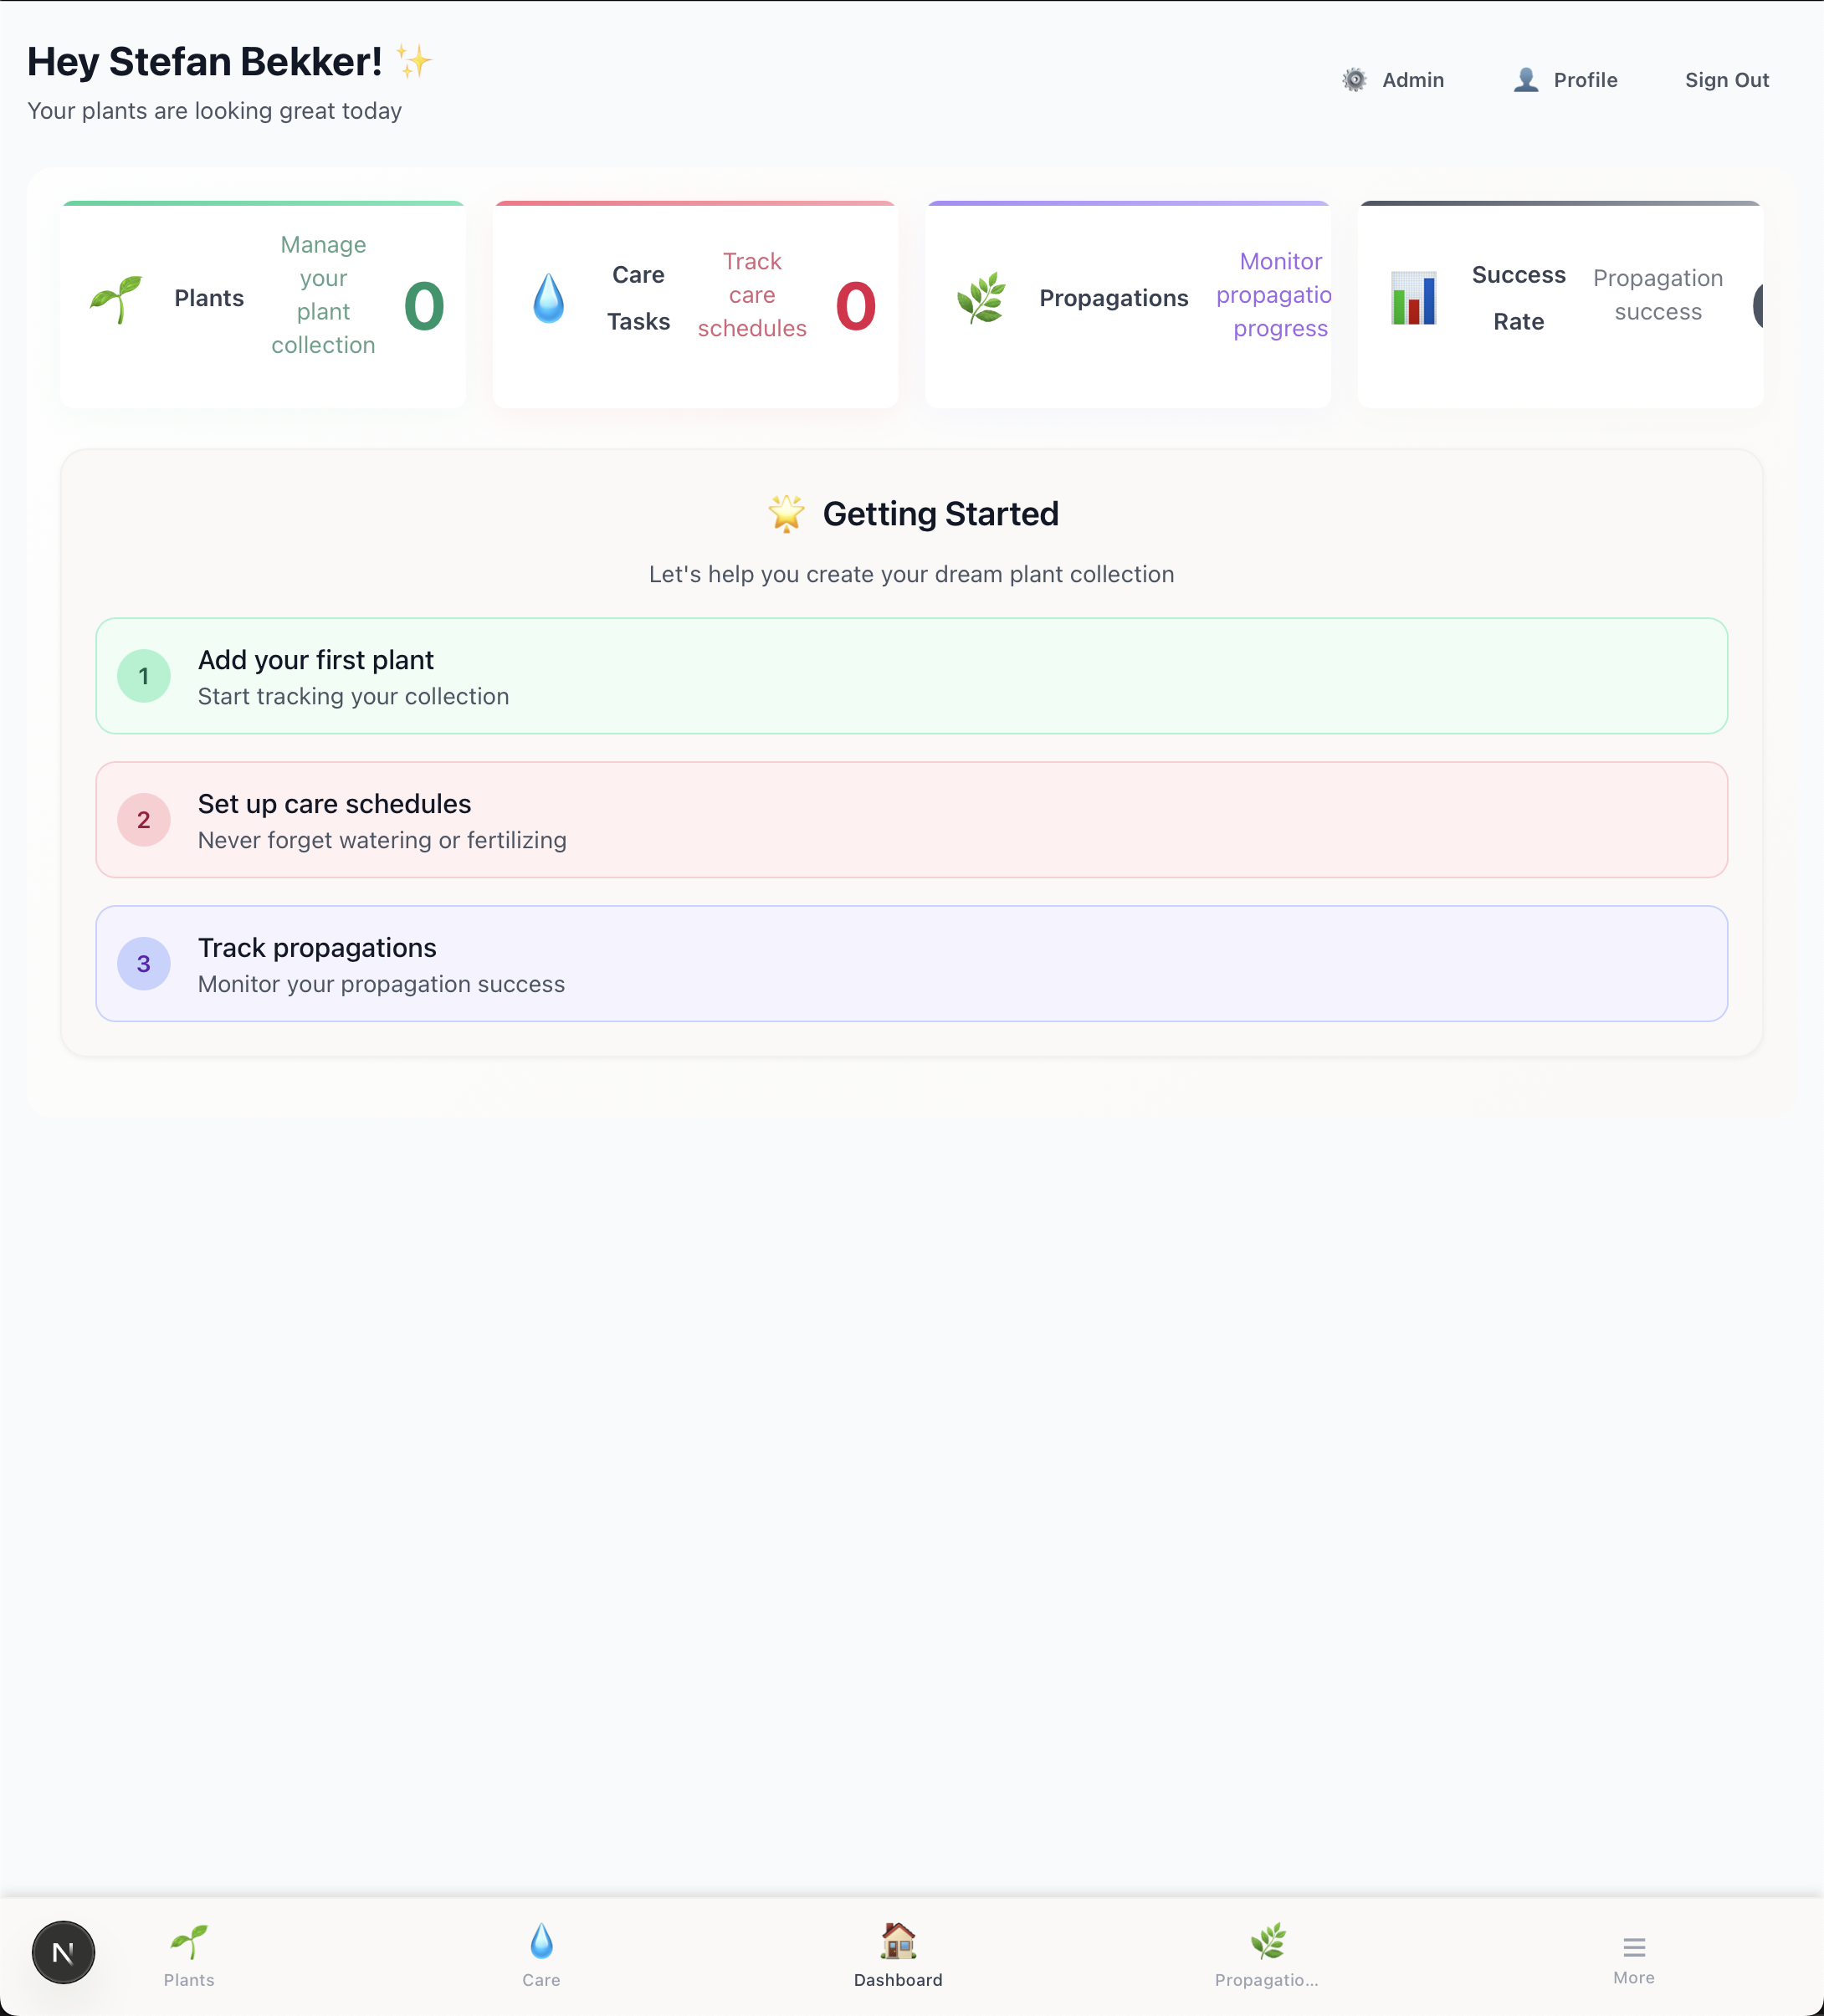 Hey Stefan Bekker! ✨
Your plants are looking great today
Admin
Profile
Sign Out
Plants
Manage
your
plant
collection
0
Care
Tasks
Track
care
schedules
0
Propagations
Monitor
propagatio
progress
Success
Rate
Propagation
success
Getting Started
Let's help you create your dream plant collection
1
Add your first plant
Start tracking your collection
2
Set up care schedules
Never forget watering or fertilizing
3
Track propagations
Monitor your propagation success
N
Plants
Care
Dashboard
Propagatio...
More